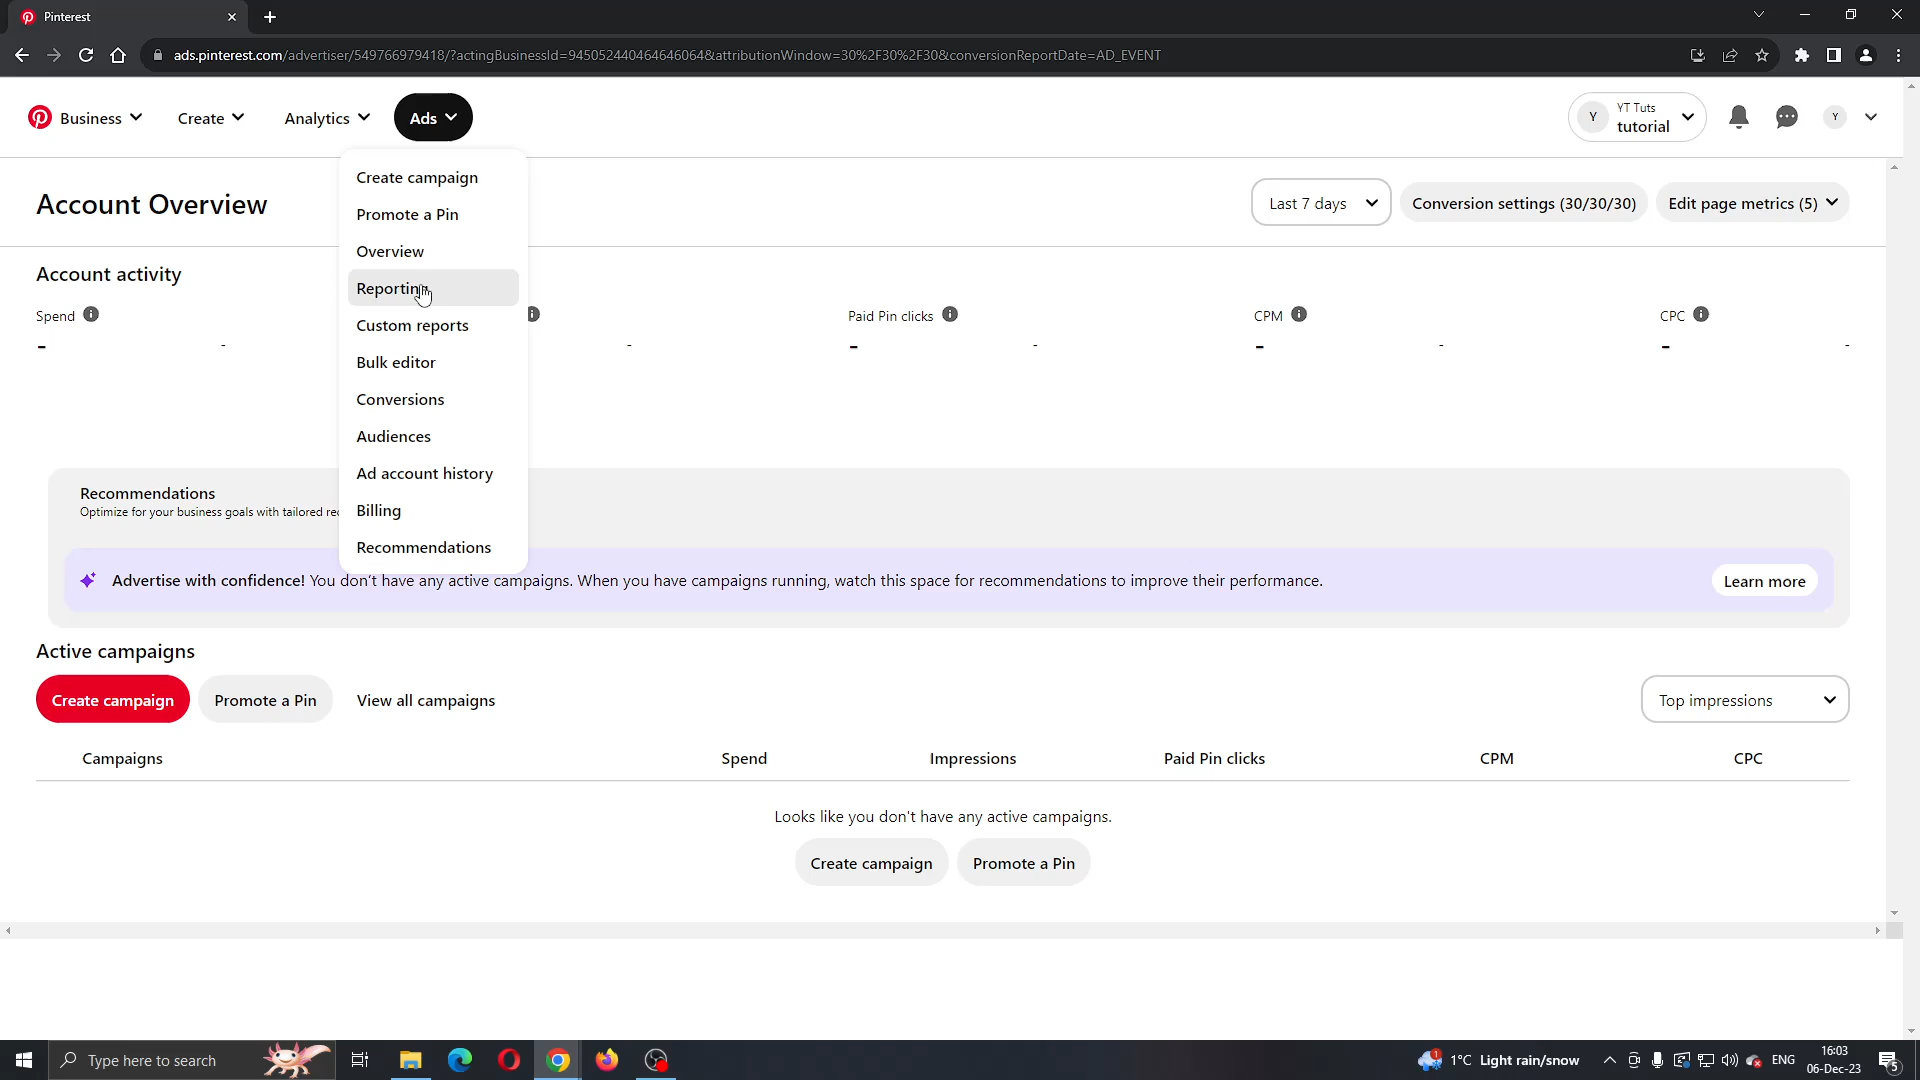 Pinterest
ads.pinterest.com/advertiser/549766979418/?actingBusinessId=945052440464646064&attributionWindow=30%2F30%2F30&conversionReportDate=AD_EVENT
Business
Create
Analytics
Ads
Y
YT Tuts
tutorial
Y
Create campaign
Promote a Pin
Overview
Reporting
Custom reports
Bulk editor
Conversions
Audiences
Ad account history
Billing
Recommendations
Account Overview
Last 7 days
Conversion settings (30/30/30)
Edit page metrics (5)
Account activity
Spend
Paid Pin clicks
CPM
CPC
- -
-
- -
- -
- -
Recommendations
Optimize for your business goals with tailored
Advertise with confidence! You don't have any active campaigns. When you have campaigns running, watch this space for recommendations to improve their performance.
Learn more
Active campaigns
Create campaign
Promote a Pin
View all campaigns
Top impressions
Campaigns
Spend
Impressions
Paid Pin clicks
CPM
CPC
Looks like you don't have any active campaigns.
Create campaign
Promote a Pin
Type here to search
1
1°C Light rain/snow
ENG
16:03
06-Dec-23
5